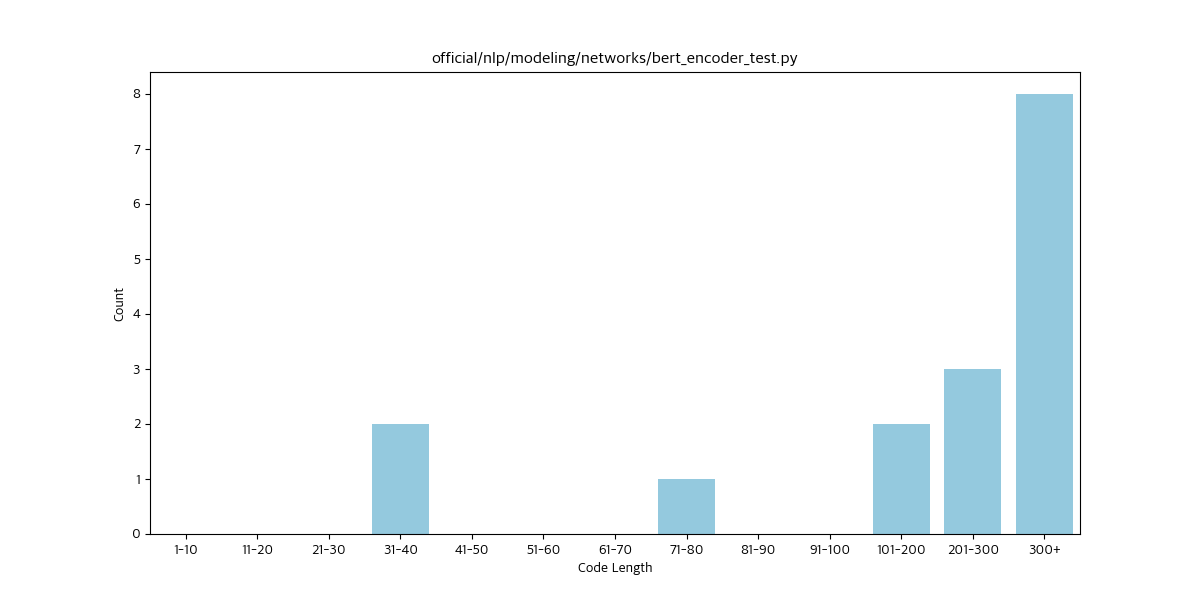 official/nlp/modeling/networks/bert_encoder_test.py
8
7
6
5
4
3
2
1
0
Count
1-10 11-20 21-30 31-40 41-50 51-60 61-70 71-80 81-90 91-100 101-200 201-300 300+
Code Length